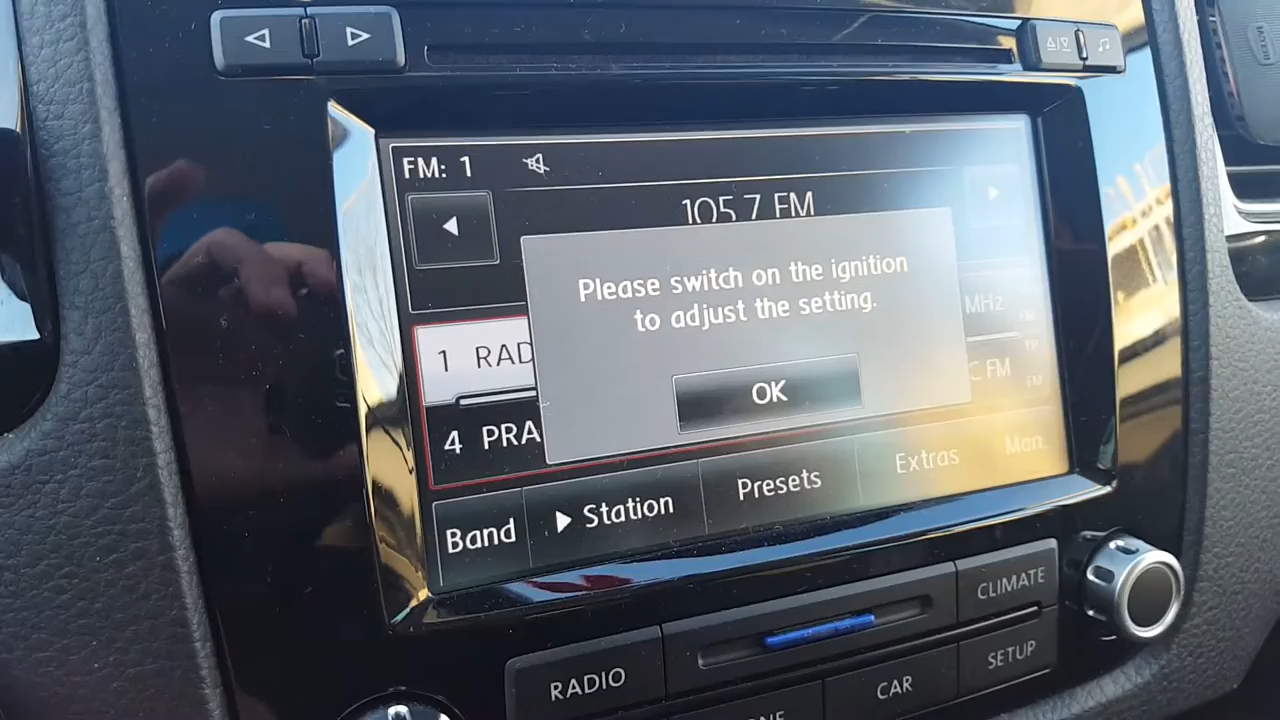 FM: 1
105.7 FM
Please switch on the ignition
to adjust the setting.
OK
MHz
1 RAD
C FM
FM
4 PRA
Band
Station
Presets
Extras
Man.
CLIMATE
RADIO
CAR
SETUP